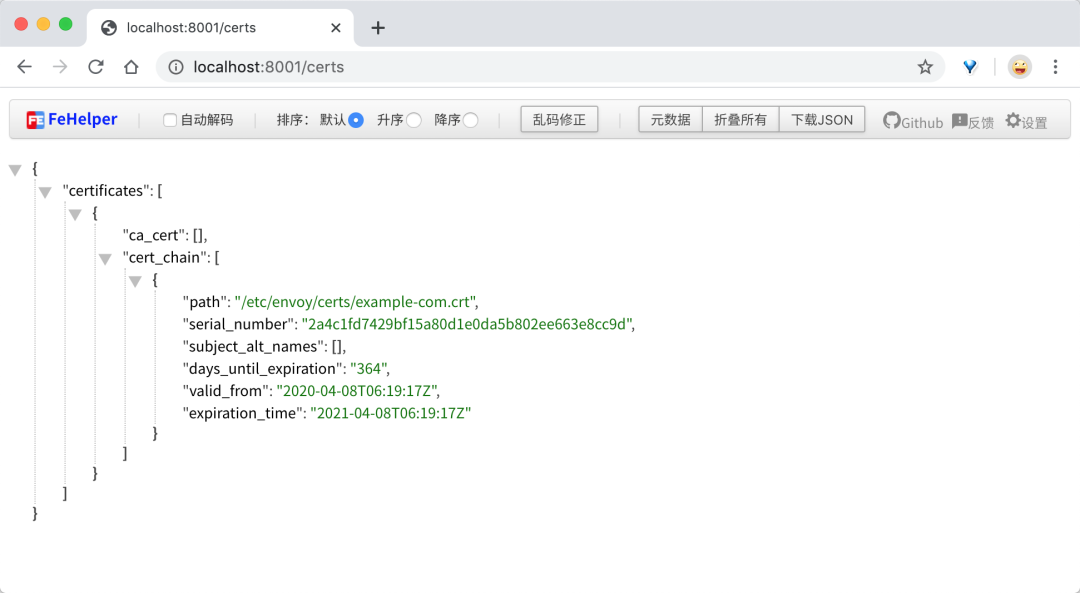 localhost:8001/certs
localhost:8001/certs
FeHelper 自动解码 排序： 默认 升序 降序 乱码修正 元数据 折叠所有 下载JSON Github 反馈 设置
{
"certificates": [
{
"ca_cert": [],
"cert_chain": [
{
"path": "/etc/envoy/certs/example-com.crt",
"serial_number": "2a4c1fd7429bf15a80d1e0da5b802ee663e8cc9d",
"subject_alt_names": [],
"days_until_expiration": "364",
"valid_from": "2020-04-08T06:19:17Z",
"expiration_time": "2021-04-08T06:19:17Z"
}
]
}
]
}